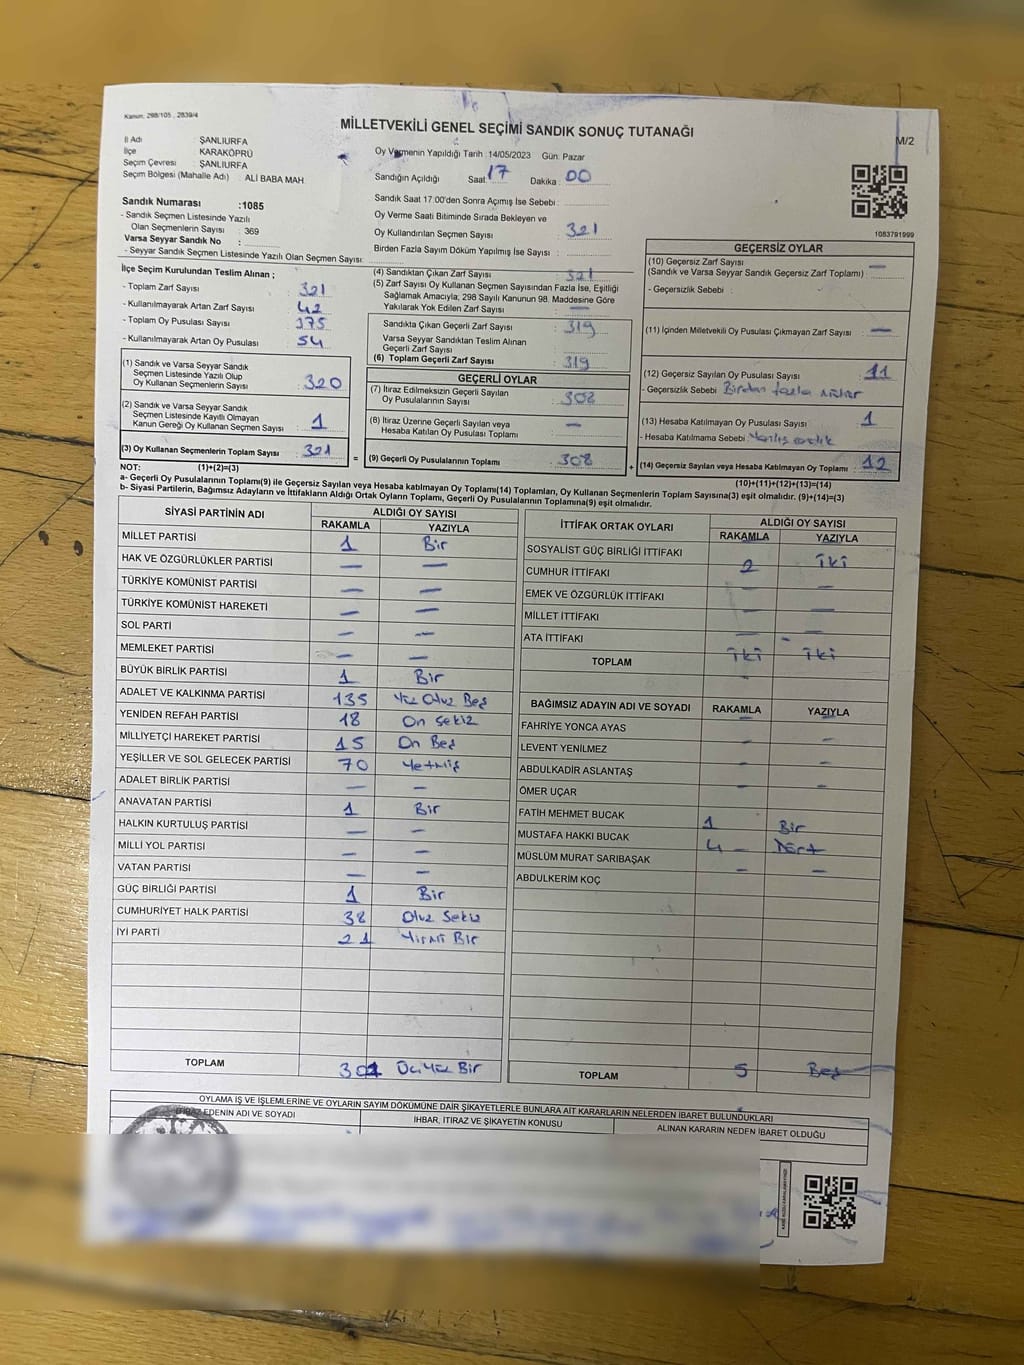 Kanun: 298/105 , 2839/4
MİLLETVEKİLİ GENEL SEÇİMİ SANDIK SONUÇ TUTANAĞI
M/2
İl Adı ŞANLIURFA
İlçe KARAKÖPRÜ
Seçim Çevresi ŞANLIURFA
Seçim Bölgesi (Mahalle Adı) ALİ BABA MAH.
Oy Vermenin Yapıldığı Tarih :14/05/2023 Gün: Pazar
Sandığın Açıldığı Saat: 17 Dakika : 00
Sandık Saat 17:00'den Sonra Açımış İse Sebebi :
Oy Verme Saati Bitiminde Sırada Bekleyen ve
Oy Kullandırılan Seçmen Sayısı : 321
Birden Fazla Sayım Döküm Yapılmış İse Sayısı :
Sandık Numarası :1085
- Sandık Seçmen Listesinde Yazılı
Olan Seçmenlerin Sayısı : 369
Varsa Seyyar Sandık No :
- Seyyar Sandık Seçmen Listesinde Yazılı Olan Seçmen Sayısı:
1083791999
İlçe Seçim Kurulundan Teslim Alınan ;
- Toplam Zarf Sayısı : 321
- Kullanılmayarak Artan Zarf Sayısı : 42
- Toplam Oy Pusulası Sayısı : 375
- Kullanılmayarak Artan Oy Pusulası : 54
(1) Sandık ve Varsa Seyyar Sandık
Seçmen Listesinde Yazılı Olup
Oy Kullanan Seçmenlerin Sayısı : 320
(2) Sandık ve Varsa Seyyar Sandık
Seçmen Listesinde Kayıtlı Olmayan
Kanun Gereği Oy Kullanan Seçmen Sayısı : 1
(3) Oy Kullanan Seçmenlerin Toplam Sayısı : 321
(4) Sandıktan Çıkan Zarf Sayısı : 321
(5) Zarf Sayısı Oy Kullanan Seçmen Sayısından Fazla İse, Eşitliği
Sağlamak Amacıyla; 298 Sayılı Kanunun 98. Maddesine Göre
Yakılarak Yok Edilen Zarf Sayısı : —
Sandıkta Çıkan Geçerli Zarf Sayısı : 319
Varsa Seyyar Sandıktan Teslim Alınan
Geçerli Zarf Sayısı :
(6) Toplam Geçerli Zarf Sayısı : 319
GEÇERLİ OYLAR
(7) İtiraz Edilmeksizin Geçerli Sayılan
Oy Pusulalarının Sayısı : 308
(8) İtiraz Üzerine Geçerli Sayılan veya
Hesaba Katılan Oy Pusulası Toplamı : —
= (9) Geçerli Oy Pusulalarının Toplamı : 308 +
GEÇERSİZ OYLAR
(10) Geçersiz Zarf Sayısı : —
(Sandık ve Varsa Seyyar Sandık Geçersiz Zarf Toplamı) :
- Geçersizlik Sebebi :
(11) İçinden Milletvekili Oy Pusulası Çıkmayan Zarf Sayısı : —
(12) Geçersiz Sayılan Oy Pusulası Sayısı : 11
- Geçersizlik Sebebi : Birden fazla mühür
(13) Hesaba Katılmayan Oy Pusulası Sayısı : 1
- Hesaba Katılmama Sebebi : Yanlış sandık
(14) Geçersiz Sayılan veya Hesaba Katılmayan Oy Toplamı : 12
NOT: (1)+(2)=(3)
(10)+(11)+(12)+(13)=(14)
a- Geçerli Oy Pusulasının Toplamı(9) ile Geçersiz Sayılan veya Hesaba katılmayan Oy Toplamı(14) Toplamları, Oy Kullanan Seçmenlerin Toplam Sayısına(3) eşit olmalıdır. (9)+(14)=(3)
b- Siyasi Partilerin, Bağımsız Adayların ve İttifakların Aldığı Ortak Oyların Toplamı, Geçerli Oy Pusulalarının Toplamına(9) eşit olmalıdır.
SİYASİ PARTİNİN ADI ALDIĞI OY SAYISI
RAKAMLA YAZIYLA
MİLLET PARTİSİ 1 Bir
HAK VE ÖZGÜRLÜKLER PARTİSİ — —
TÜRKİYE KOMÜNİST PARTİSİ — —
TÜRKİYE KOMÜNİST HAREKETİ — —
SOL PARTİ — —
MEMLEKET PARTİSİ — —
BÜYÜK BİRLİK PARTİSİ 1 Bir
ADALET VE KALKINMA PARTİSİ 135 Yüz Otuz Beş
YENİDEN REFAH PARTİSİ 18 On Sekiz
MİLLİYETÇİ HAREKET PARTİSİ 15 On Beş
YEŞİLLER VE SOL GELECEK PARTİSİ 70 Yetmiş
ADALET BİRLİK PARTİSİ — —
ANAVATAN PARTİSİ 1 Bir
HALKIN KURTULUŞ PARTİSİ — —
MİLLİ YOL PARTİSİ — —
VATAN PARTİSİ — —
GÜÇ BİRLİĞİ PARTİSİ 1 Bir
CUMHURİYET HALK PARTİSİ 38 Otuz Sekiz
İYİ PARTİ 21 Yirmi Bir
TOPLAM 301 Üç Yüz Bir
İTTİFAK ORTAK OYLARI ALDIĞI OY SAYISI
RAKAMLA YAZIYLA
SOSYALİST GÜÇ BİRLİĞİ İTTİFAKI
CUMHUR İTTİFAKI 2 İki
EMEK VE ÖZGÜRLÜK İTTİFAKI — —
MİLLET İTTİFAKI — —
ATA İTTİFAKI — —
TOPLAM İki İki
BAĞIMSIZ ADAYIN ADI VE SOYADI RAKAMLA YAZIYLA
FAHRİYE YONCA AYAS — —
LEVENT YENİLMEZ — —
ABDULKADİR ASLANTAŞ — —
ÖMER UÇAR — —
FATİH MEHMET BUCAK 1 Bir
MUSTAFA HAKKI BUCAK 4 — Dört
MÜSLÜM MURAT SARIBAŞAK — —
ABDULKERİM KOÇ
TOPLAM 5 Beş
OYLAMA İŞ VE İŞLEMLERİNE VE OYLARIN SAYIM DÖKÜMÜNE DAİR ŞİKAYETLERLE BUNLARA AİT KARARLARIN NELERDEN İBARET BULUNDUKLARI
İTİRAZ EDENİN ADI VE SOYADI İHBAR, İTİRAZ VE ŞİKAYETİN KONUSU ALINAN KARARIN NEDEN İBARET OLDUĞU